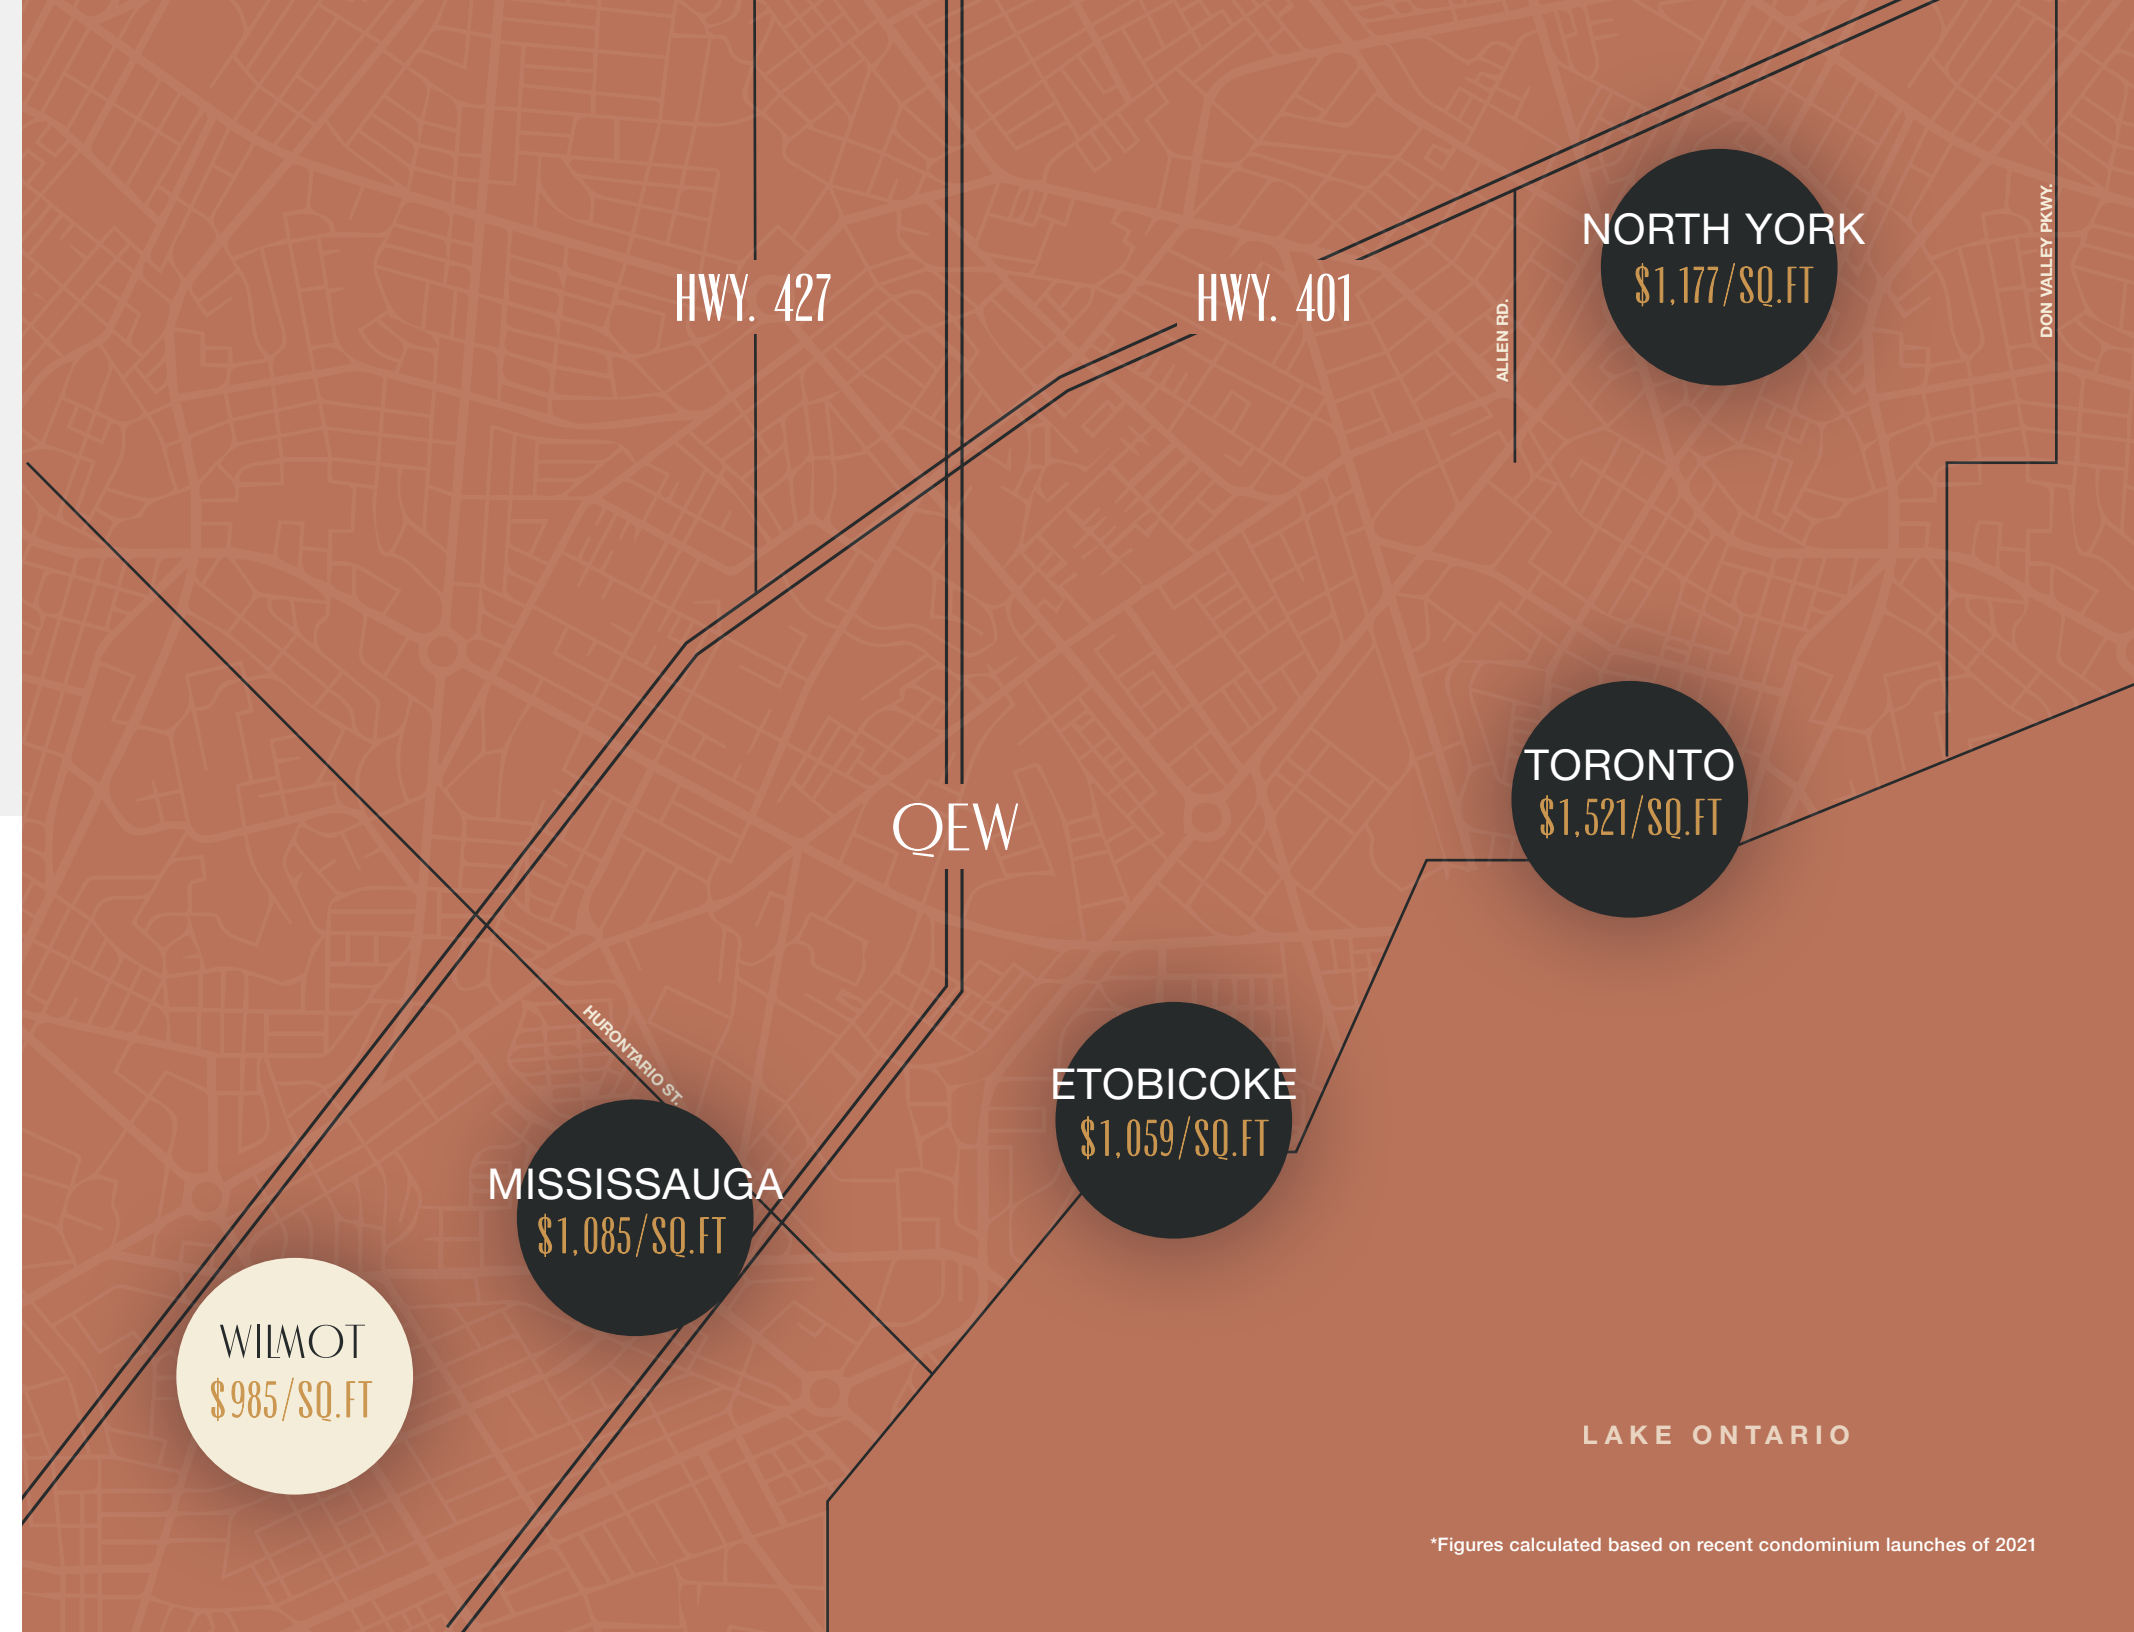 NORTH YORK
$1,177/SQ.FT
DON VALLEY PKWY.
HWY. 427
HWY. 401
ALLEN RD.
TORONTO
$1,521/SQ.FT
QEW
HURONTARIO ST.
ETOBICOKE
$1,059/SQ.FT
MISSISSAUGA
$1,085/SQ.FT
WILMOT
$985/SQ.FT
LAKE ONTARIO
*Figures calculated based on recent condominium launches of 2021